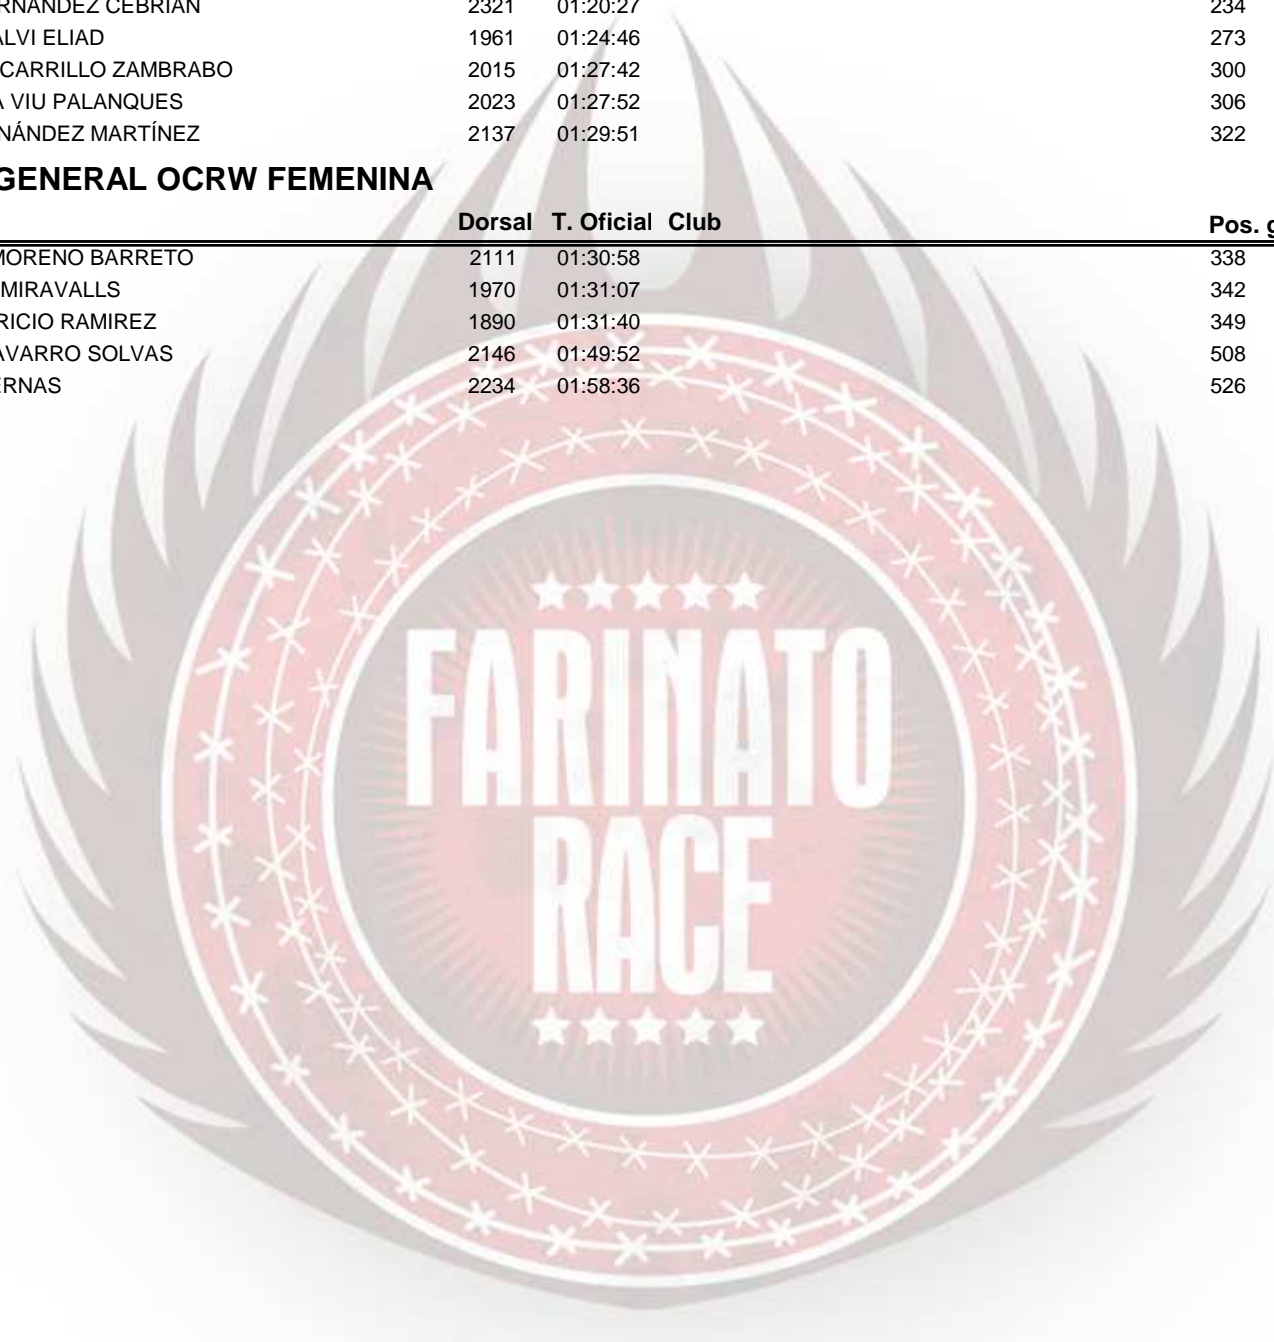 RNÁNDEZ CEBRIÁN 2321 01:20:27 234
ALVI ELIAD 1961 01:24:46 273
CARRILLO ZAMBRABO 2015 01:27:42 300
A VIU PALANQUES 2023 01:27:52 306
NÁNDEZ MARTÍNEZ 2137 01:29:51 322
GENERAL OCRW FEMENINA
Dorsal T. Oficial Club Pos. g
MORENO BARRETO 2111 01:30:58 338
MIRAVALLS 1970 01:31:07 342
RICIO RAMIREZ 1890 01:31:40 349
AVARRO SOLVAS 2146 01:49:52 508
ERNAS 2234 01:58:36 526
FARINATO
RACE